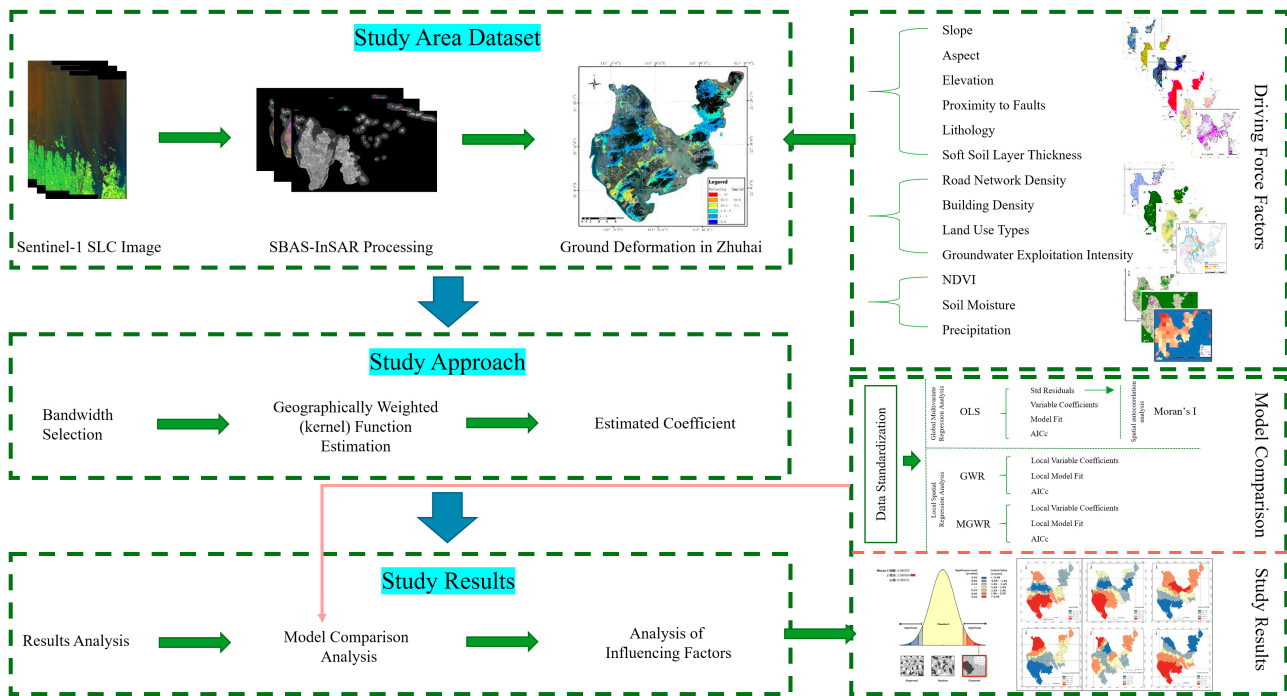 Study Area Dataset
Sentinel-1 SLC Image
SBAS-InSAR Processing
Ground Deformation in Zhuhai
Legend
Slope
Aspect
Elevation
Proximity to Faults
Lithology
Soft Soil Layer Thickness
Road Network Density
Building Density
Land Use Types
Groundwater Exploitation Intensity
NDVI
Soil Moisture
Precipitation
Driving Force Factors
Study Approach
Bandwidth
Selection
Geographically Weighted
(kernel) Function
Estimation
Estimated Coefficient
Data Standardization
Global Multivariate
Regression Analysis
OLS
Std Residuals
Variable Coefficients
Model Fit
AICc
Spatial autocorrelation
analysis
Moran's I
Local Spatial
Regression Analysis
GWR
Local Variable Coefficients
Local Model Fit
AICc
MGWR
Local Variable Coefficients
Local Model Fit
AICc
Model Comparison
Study Results
Results Analysis
Model Comparison
Analysis
Analysis of
Influencing Factors
Study Results